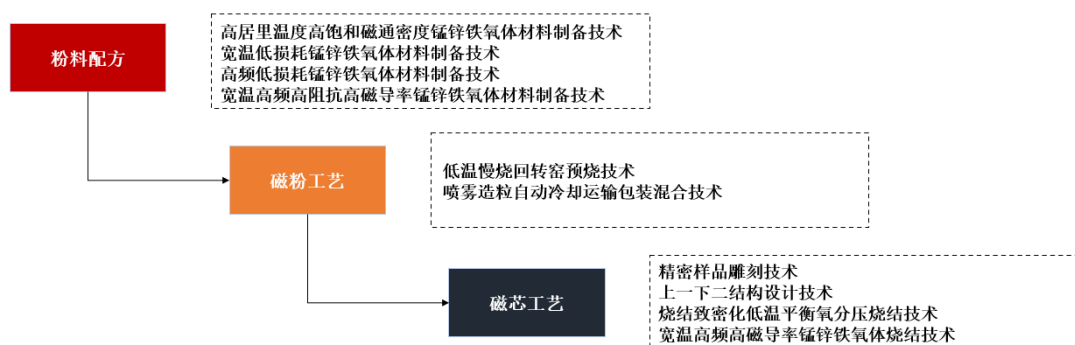 粉料配方
高居里温度高饱和磁通密度锰锌铁氧体材料制备技术
宽温低损耗锰锌铁氧体材料制备技术
高频低损耗锰锌铁氧体材料制备技术
宽温高频高阻抗高磁导率锰锌铁氧体材料制备技术
磁粉工艺
低温慢烧回转窑预烧技术
喷雾造粒自动冷却运输包装混合技术
磁芯工艺
精密样品雕刻技术
上一下二结构设计技术
烧结致密化低温平衡氧分压烧结技术
宽温高频高磁导率锰锌铁氧体烧结技术